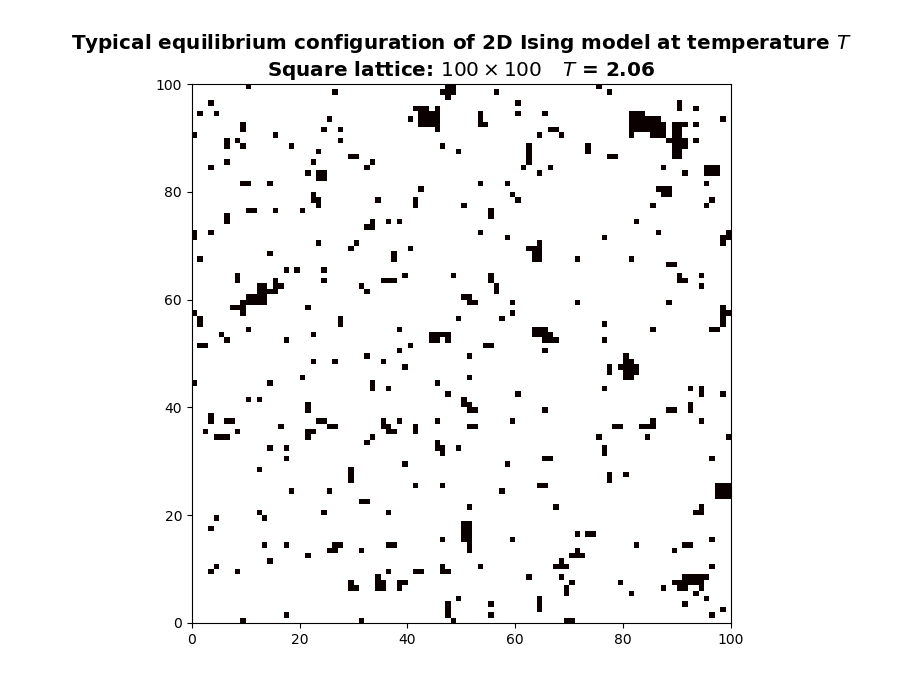 Typical equilibrium configuration of 2D Ising model at temperature T
Square lattice: 100 × 100 T = 2.06
100
80
60
40
20
0
0 20 40 60 80 100